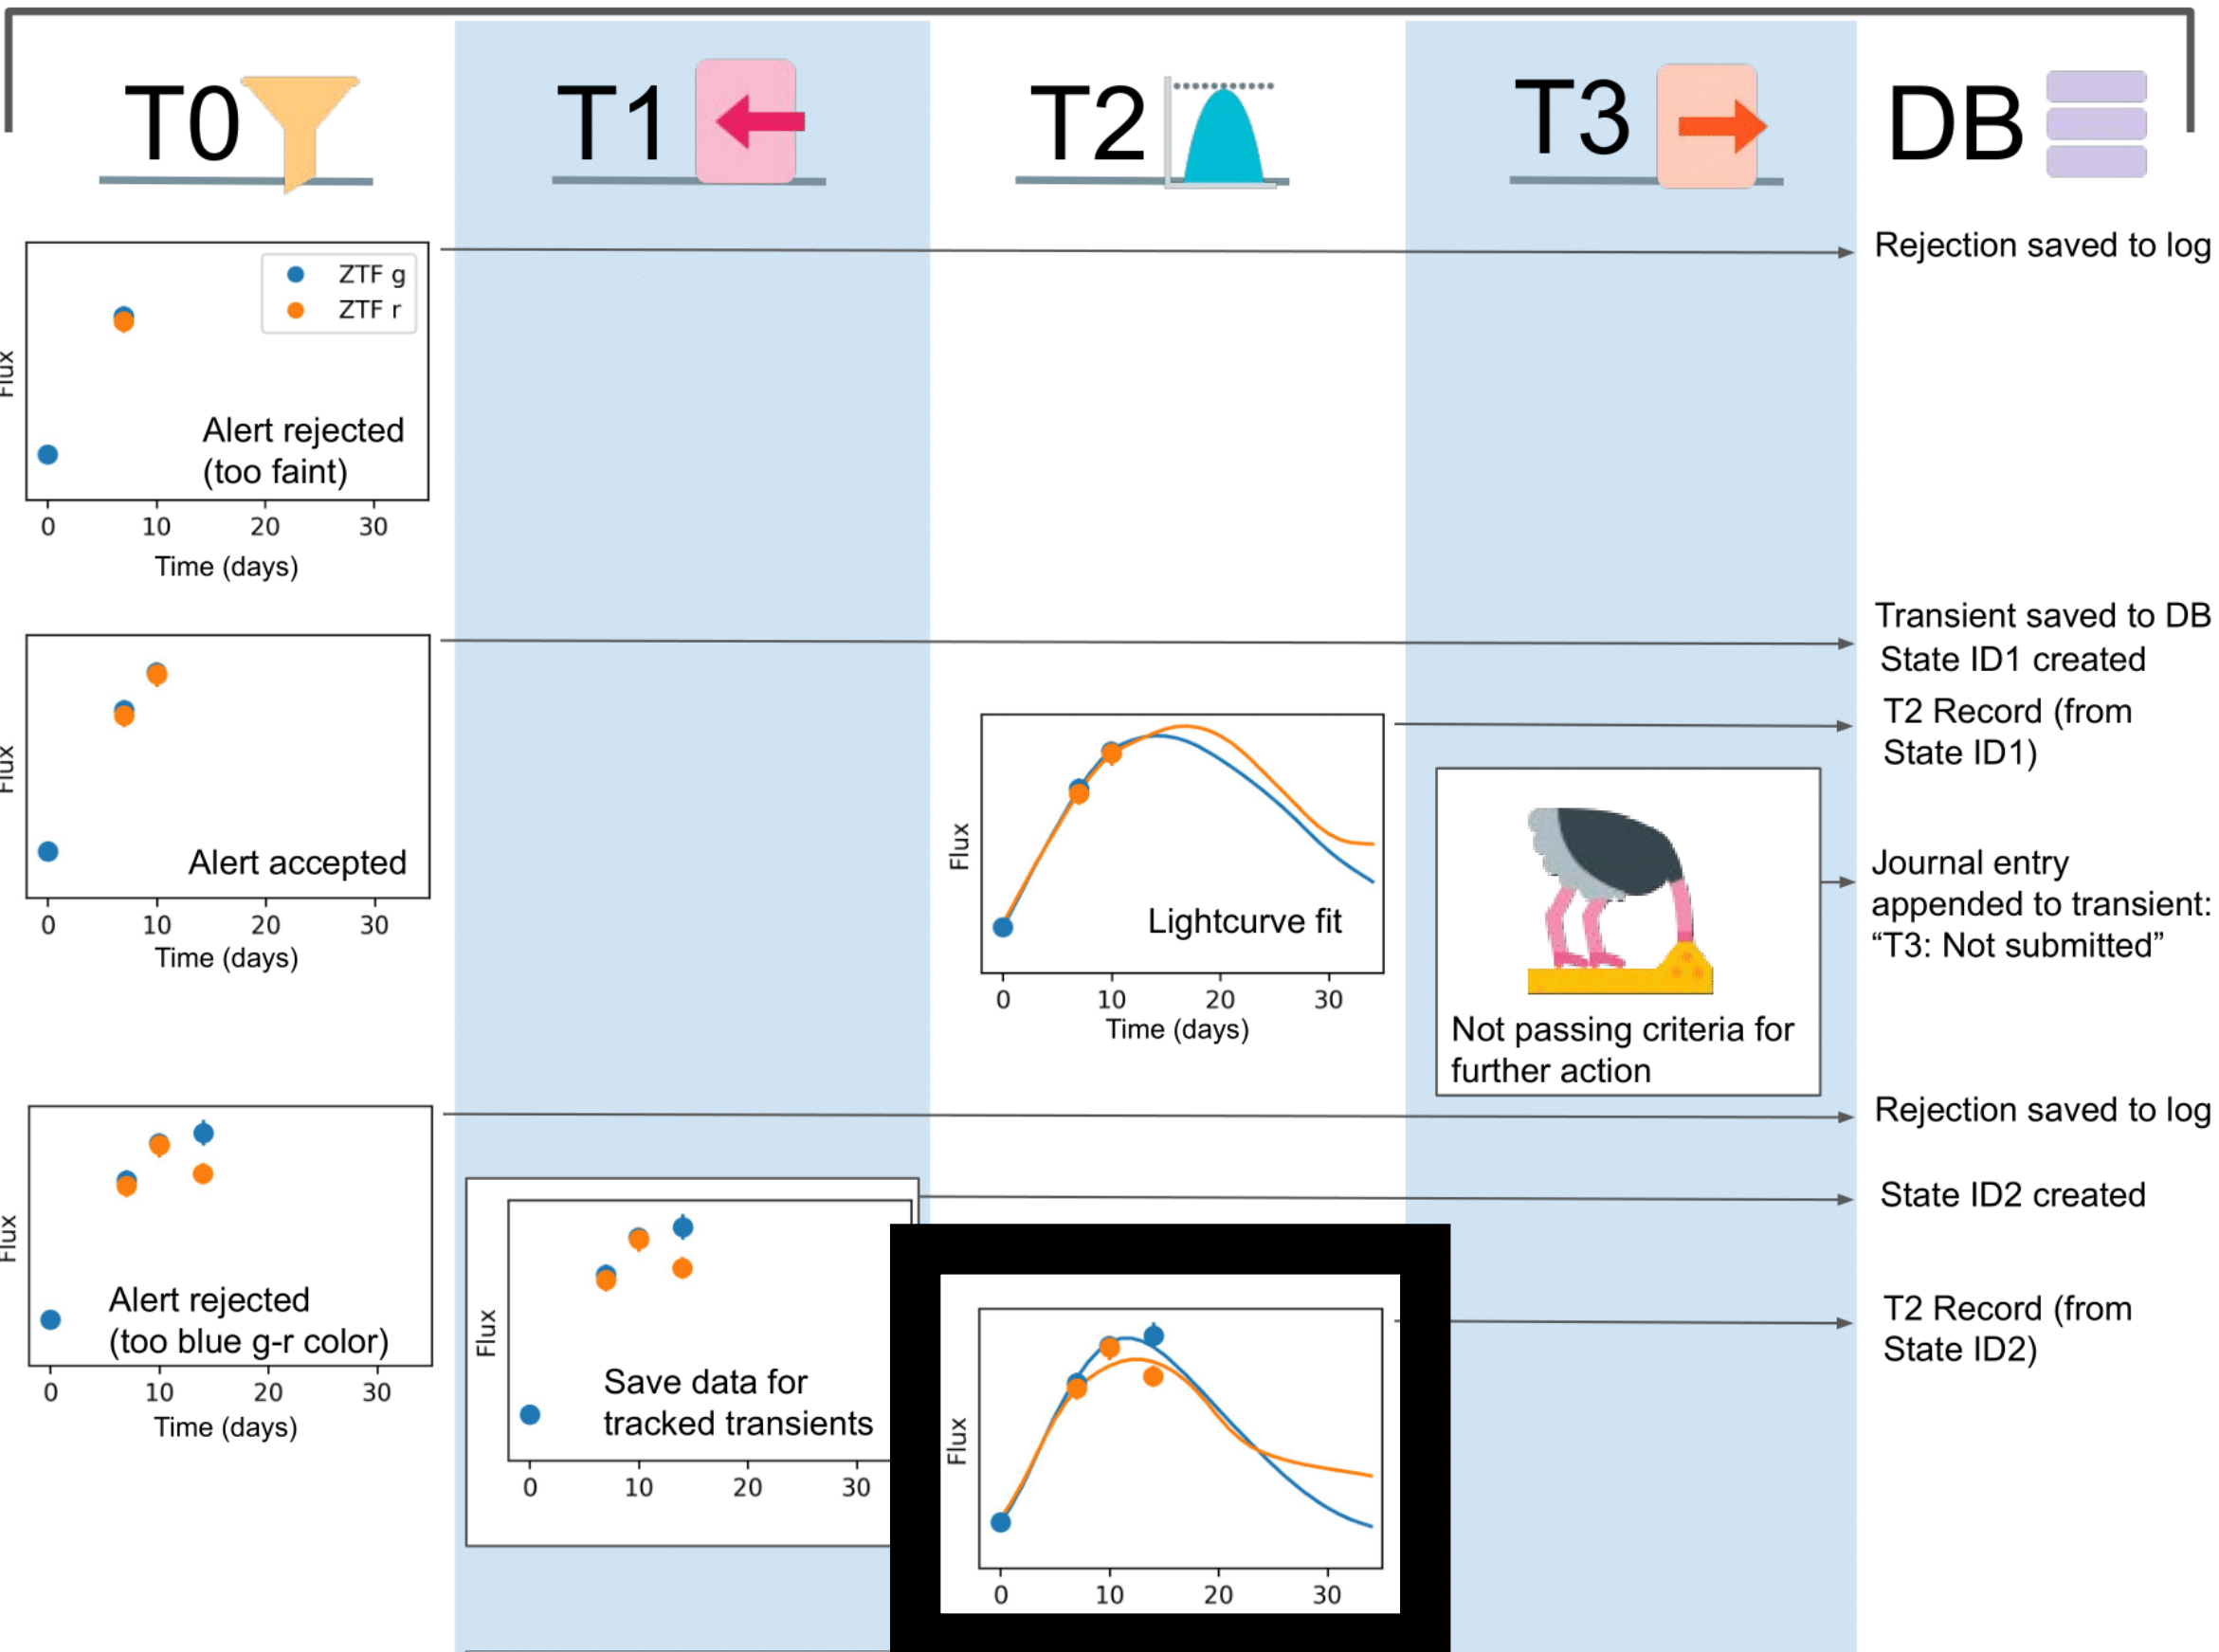 T0
T1
T2
T3
DB
ZTF g
ZTF r
Flux
Alert rejected
(too faint)
0 10 20 30
Time (days)
Rejection saved to log
Flux
Alert accepted
0 10 20 30
Time (days)
Transient saved to DB
State ID1 created
T2 Record (from
State ID1)
Flux
Lightcurve fit
0 10 20 30
Time (days)
Not passing criteria for
further action
Journal entry
appended to transient:
“T3: Not submitted”
Flux
Alert rejected
(too blue g-r color)
0 10 20 30
Time (days)
Rejection saved to log
Flux
Save data for
tracked transients
0 10 20 30
State ID2 created
Flux
0 10 20 30
T2 Record (from
State ID2)